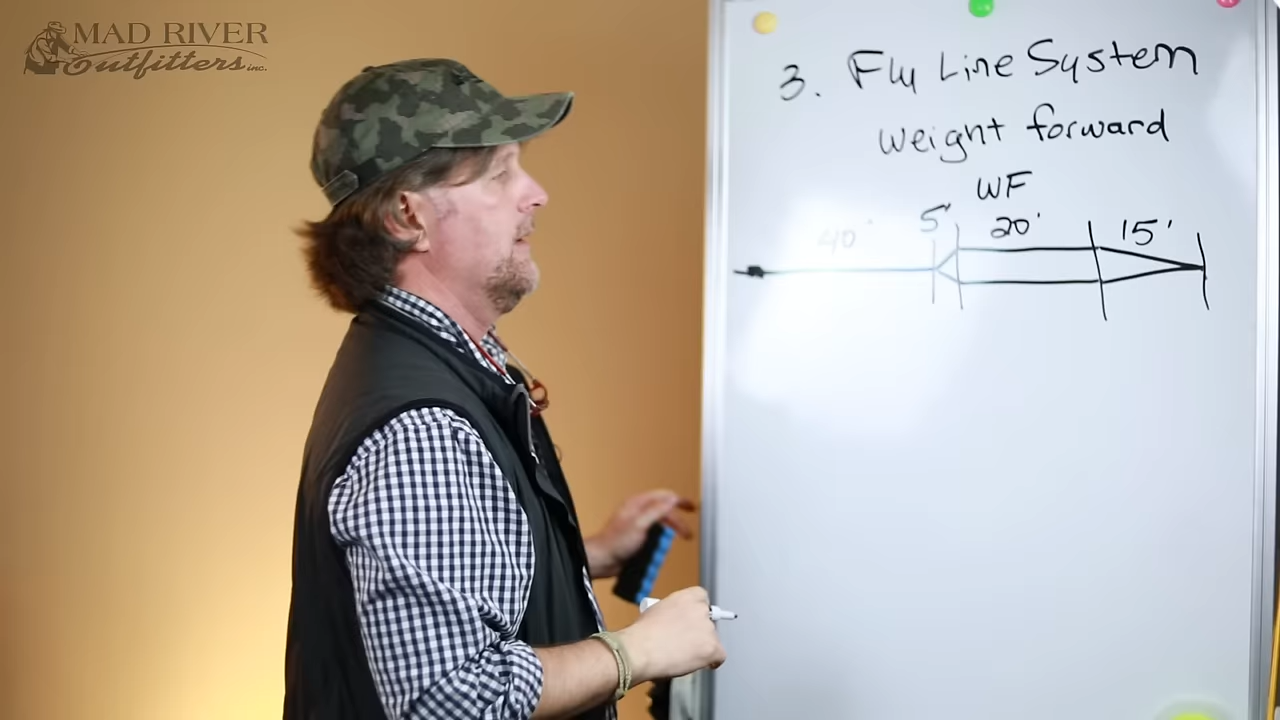 MAD RIVER
Outfitters inc.
3. Fly Line System
Weight forward
WF
40' 5' 20' 15'